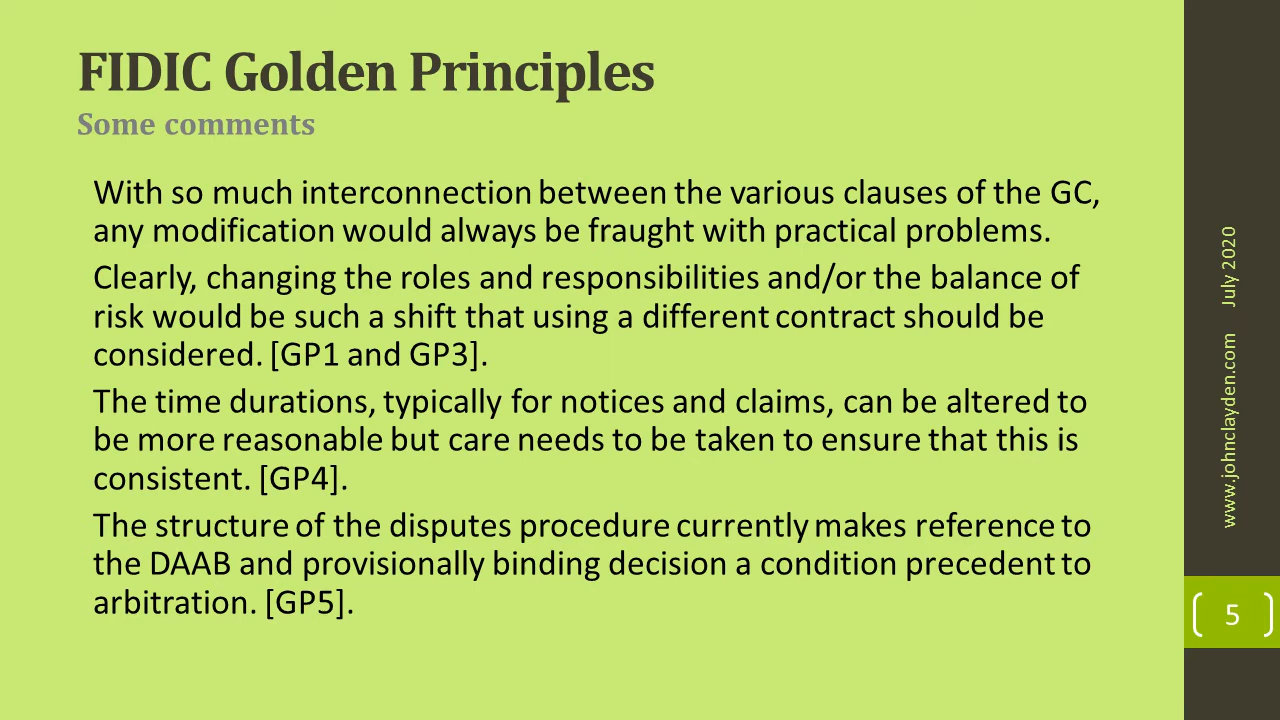 FIDIC Golden Principles
Some comments
With so much interconnection between the various clauses of the GC,
any modification would always be fraught with practical problems.
Clearly, changing the roles and responsibilities and/or the balance of
risk would be such a shift that using a different contract should be
considered. [GP1 and GP3].
The time durations, typically for notices and claims, can be altered to
be more reasonable but care needs to be taken to ensure that this is
consistent. [GP4].
The structure of the disputes procedure currently makes reference to
the DAAB and provisionally binding decision a condition precedent to
arbitration. [GP5].
www.johnclayden.com July 2020
5